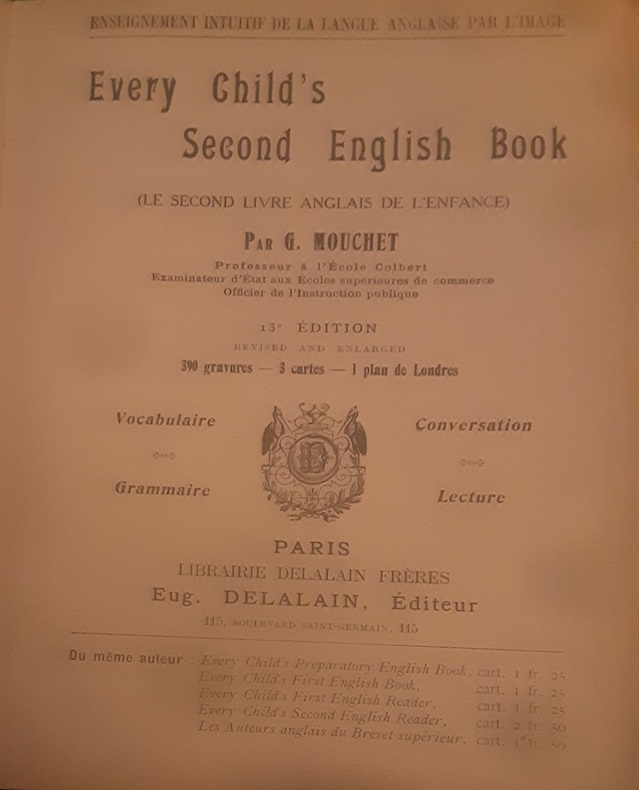 ENSEIGNEMENT INTUITIF DE LA LANGUE ANGLAISE PAR L'IMAGE
Every Child's
Second English Book
(LE SECOND LIVRE ANGLAIS DE L'ENFANCE)
PAR G. MOUCHET
Professeur à l'École Colbert
Examinateur d'État aux Écoles supérieures de commerce
Officier de l'Instruction publique
13e ÉDITION
REVISED AND ENLARGED
390 gravures — 3 cartes — 1 plan de Londres
Vocabulaire
Conversation
D
Grammaire
Lecture
PARIS
LIBRAIRIE DELALAIN FRÈRES
Eug. DELALAIN, Éditeur
115, BOULEVARD SAINT-GERMAIN, 115
Du même auteur : Every Child's Preparatory English Book, cart. 1 fr. 25
Every Child's First English Book, cart. 1 fr. 25
Every Child's First English Reader, cart. 1 fr. 25
Every Child's Second English Reader, cart. 2 fr. 50
Les Auteurs anglais du Brevet supérieur, cart. 1 fr. 50